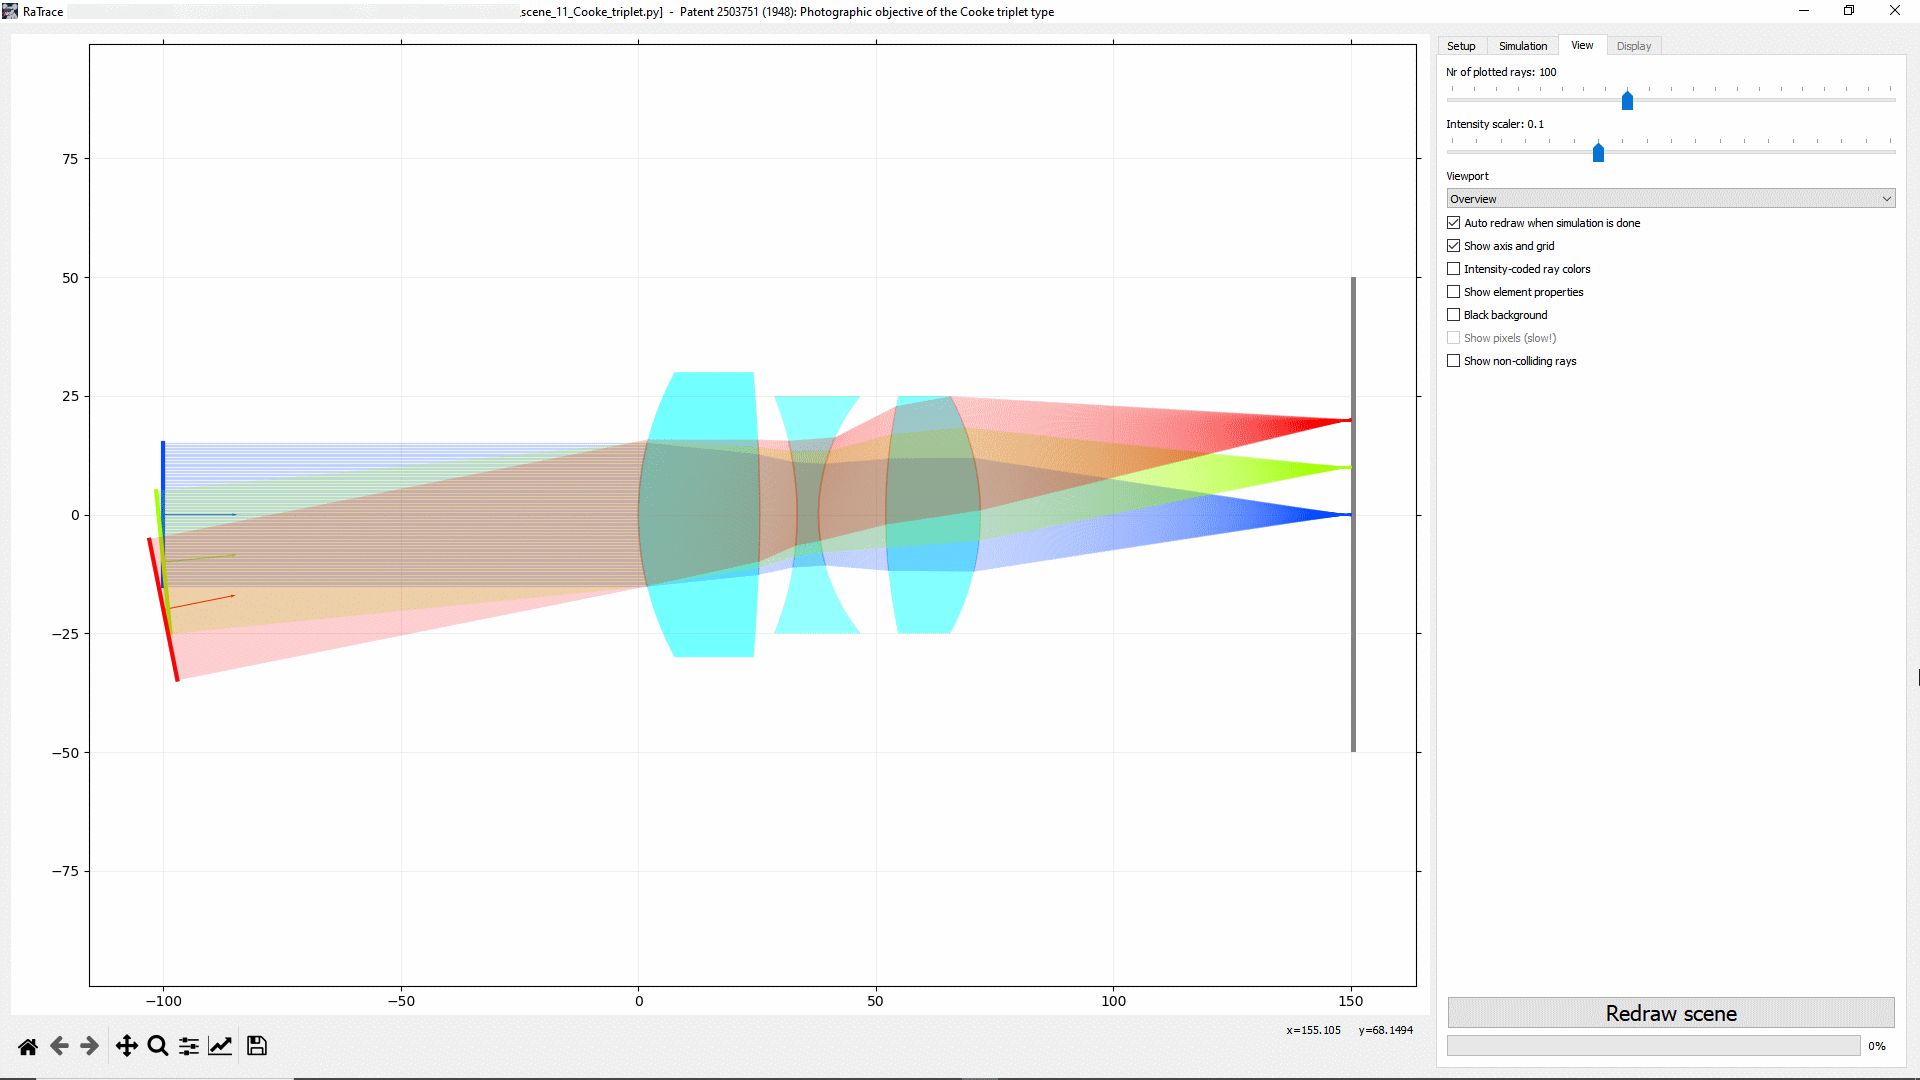 RaTrace
_scene_11_Cooke_triplet.py] - Patent 2503751 (1948): Photographic objective of the Cooke triplet type
Setup Simulation View Display
Nr of plotted rays: 100
Intensity scaler: 0.1
Viewport
Overview
Auto redraw when simulation is done
Show axis and grid
Intensity-coded ray colors
Show element properties
Black background
Show pixels (slow!)
Show non-colliding rays
75
50
25
0
−25
−50
−75
−100 −50 0 50 100 150
x=155.105 y=68.1494
Redraw scene
0%